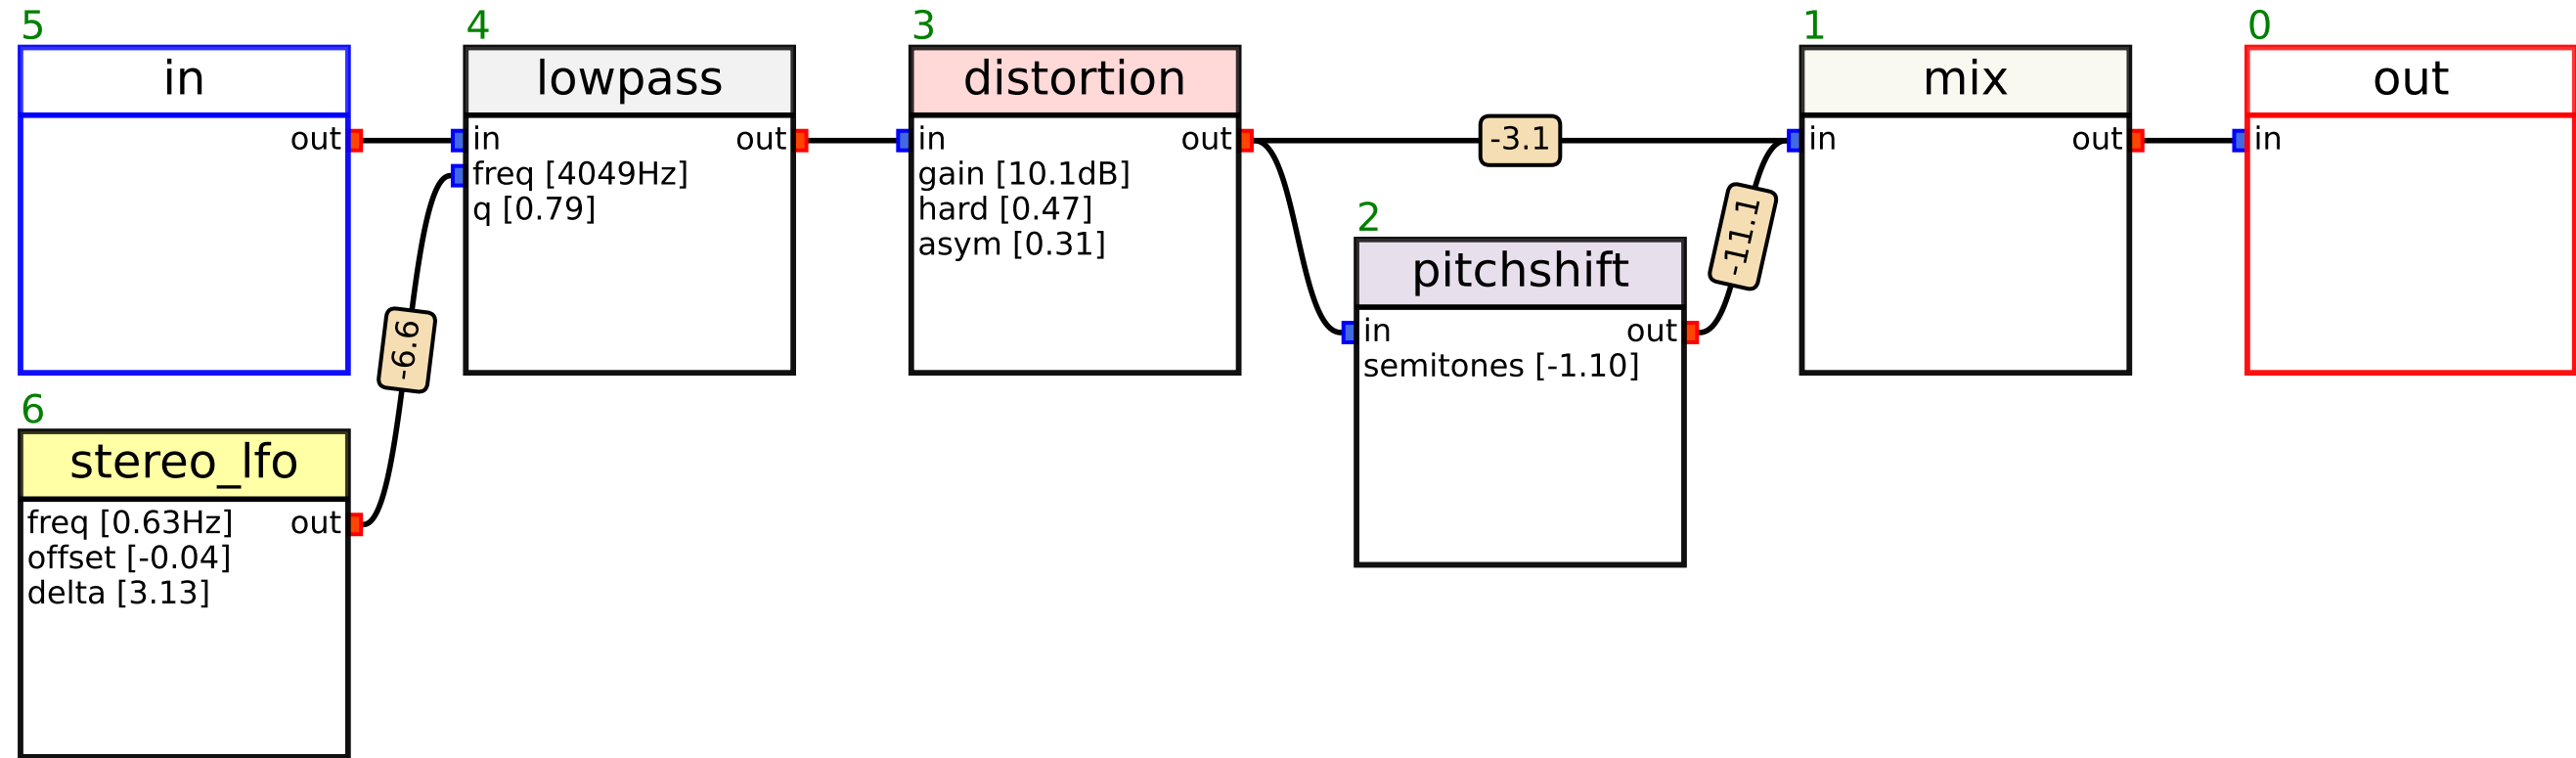 5
in
out
4
lowpass
in
out
freq [4049Hz]
q [0.79]
3
distortion
in
out
gain [10.1dB]
hard [0.47]
asym [0.31]
-3.1
2
pitchshift
in
out
semitones [-1.10]
-11.1
1
mix
in
out
0
out
in
-6.6
6
stereo_lfo
freq [0.63Hz]
out
offset [-0.04]
delta [3.13]